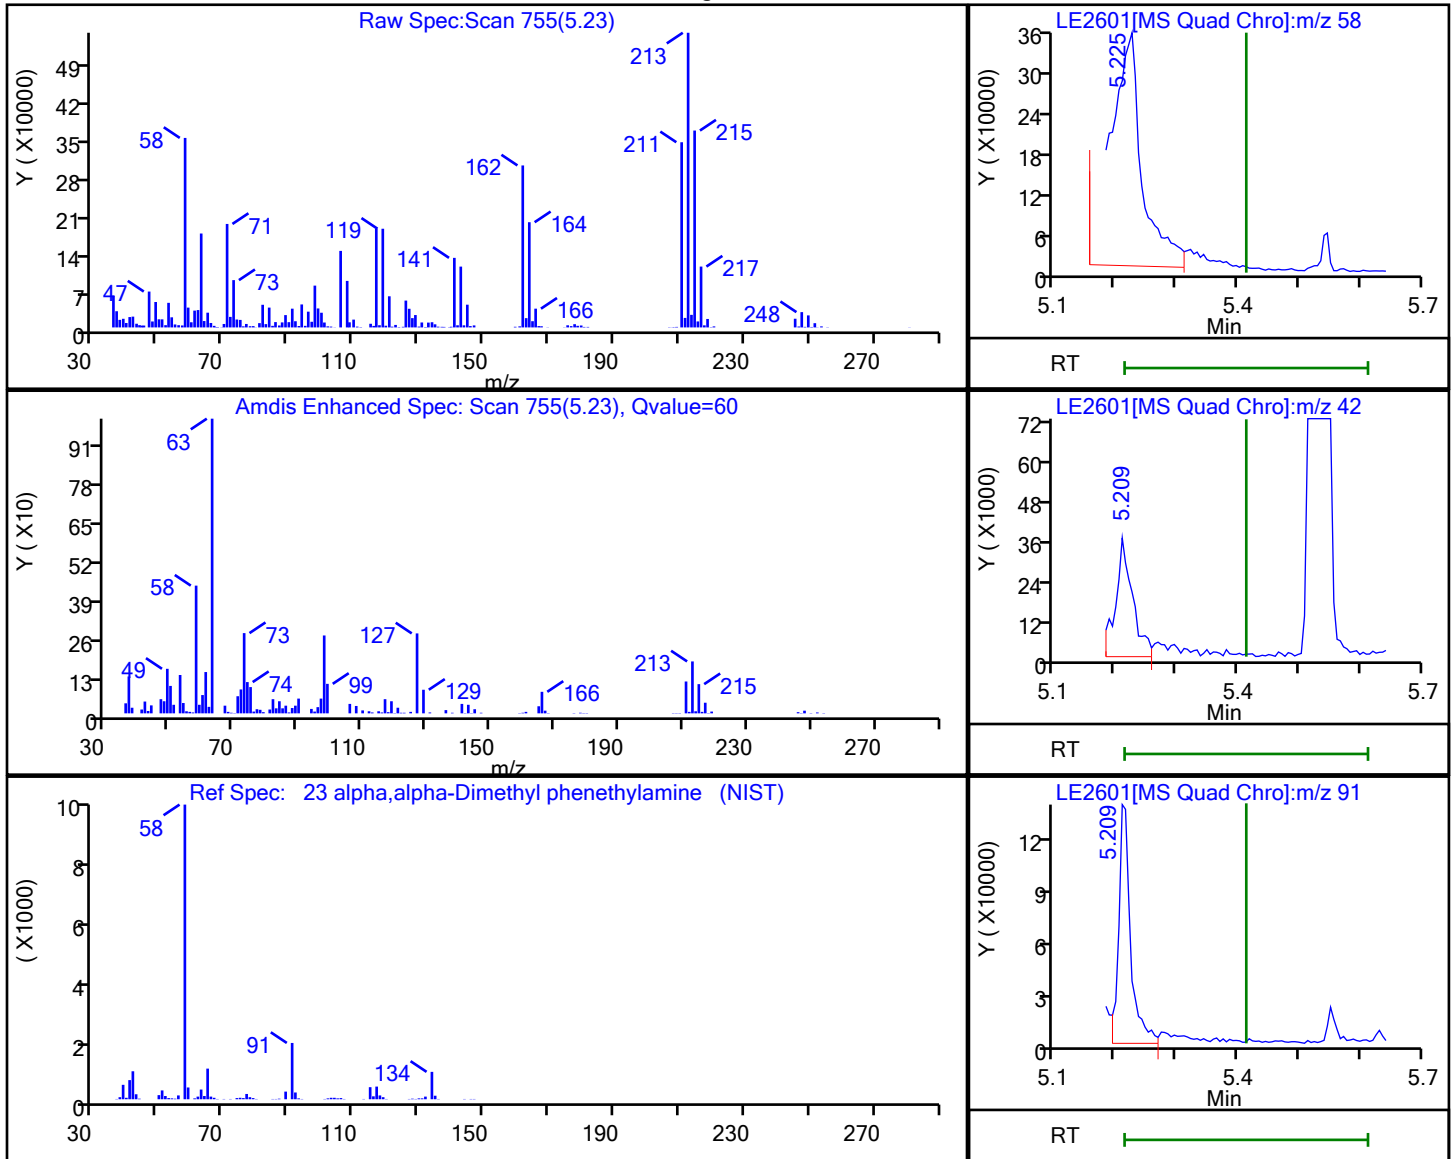 Raw Spec:Scan 755(5.23)
Y ( X10000)
49
42
35
28
21
14
7
0
213
58
215
211
162
71
164
119
141
73
217
47
166
248
30 70 110 150 190 230 270
m/z
LE2601[MS Quad Chro]:m/z 58
Y ( X10000)
36
30
24
18
12
6
0
5.225
5.1 5.4 5.7
Min
RT
Amdis Enhanced Spec: Scan 755(5.23), Qvalue=60
Y ( X10)
91
78
65
52
39
26
13
0
63
58
73
127
49
74
99
129
166
213
215
30 70 110 150 190 230 270
m/z
LE2601[MS Quad Chro]:m/z 42
Y ( X1000)
72
60
48
36
24
12
0
5.209
5.1 5.4 5.7
Min
RT
Ref Spec: 23 alpha,alpha-Dimethyl phenethylamine (NIST)
( X1000)
10
8
6
4
2
0
58
91
134
30 70 110 150 190 230 270
LE2601[MS Quad Chro]:m/z 91
Y ( X10000)
12
9
6
3
0
5.209
5.1 5.4 5.7
Min
RT